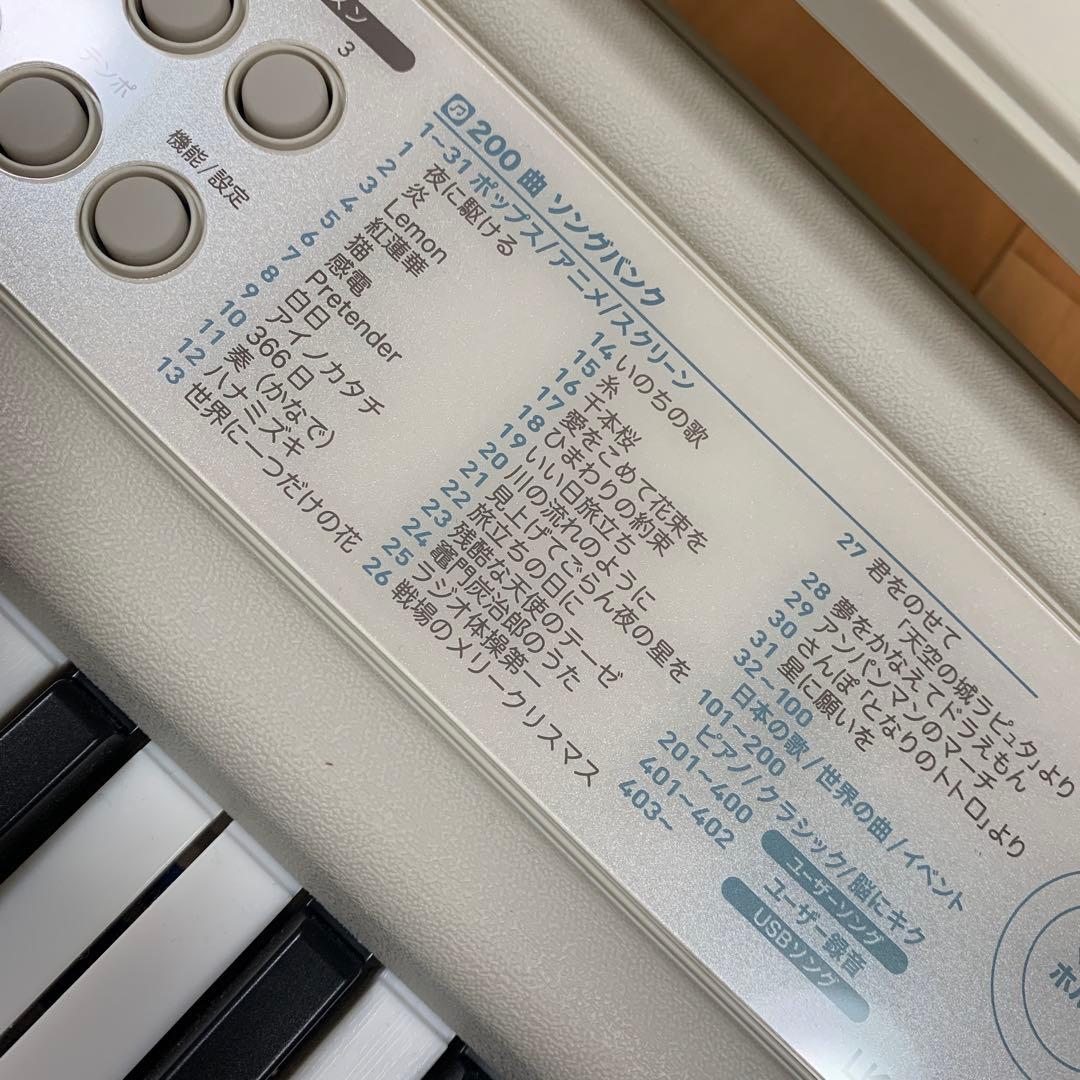 テンポ
3
機能/設定
200曲 ソングバンク
1~31 ポップス/アニメ/スクリーン
1 夜に駆ける
2 炎
3 Lemon
4 紅蓮華
5 猫
6 感電
7 Pretender
8 白日
9 アイノカタチ
10 366日
11 奏(かなで)
12 ハナミズキ
13 世界に一つだけの花
14 いのちの歌
15 糸
16 千本桜
17 愛をこめて花束を
18 ひまわりの約束
19 いい日旅立ち
20 川の流れのように
21 見上げてごらん夜の星を
22 旅立ちの日に
23 残酷な天使のテーゼ
24 竈門炭治郎のうた
25 ラジオ体操第一
26 戦場のメリークリスマス
27 君をのせて
「天空の城ラピュタ」より
28 夢をかなえてドラえもん
29 アンパンマンのマーチ
30 さんぽ「となりのトトロ」より
31 星に願いを
32~100
日本の歌/世界の曲/イベント
101~200
ピアノ/クラシック/脳にキク
201~400 ユーザーソング
401~402 ユーザー録音
403~ USBソング